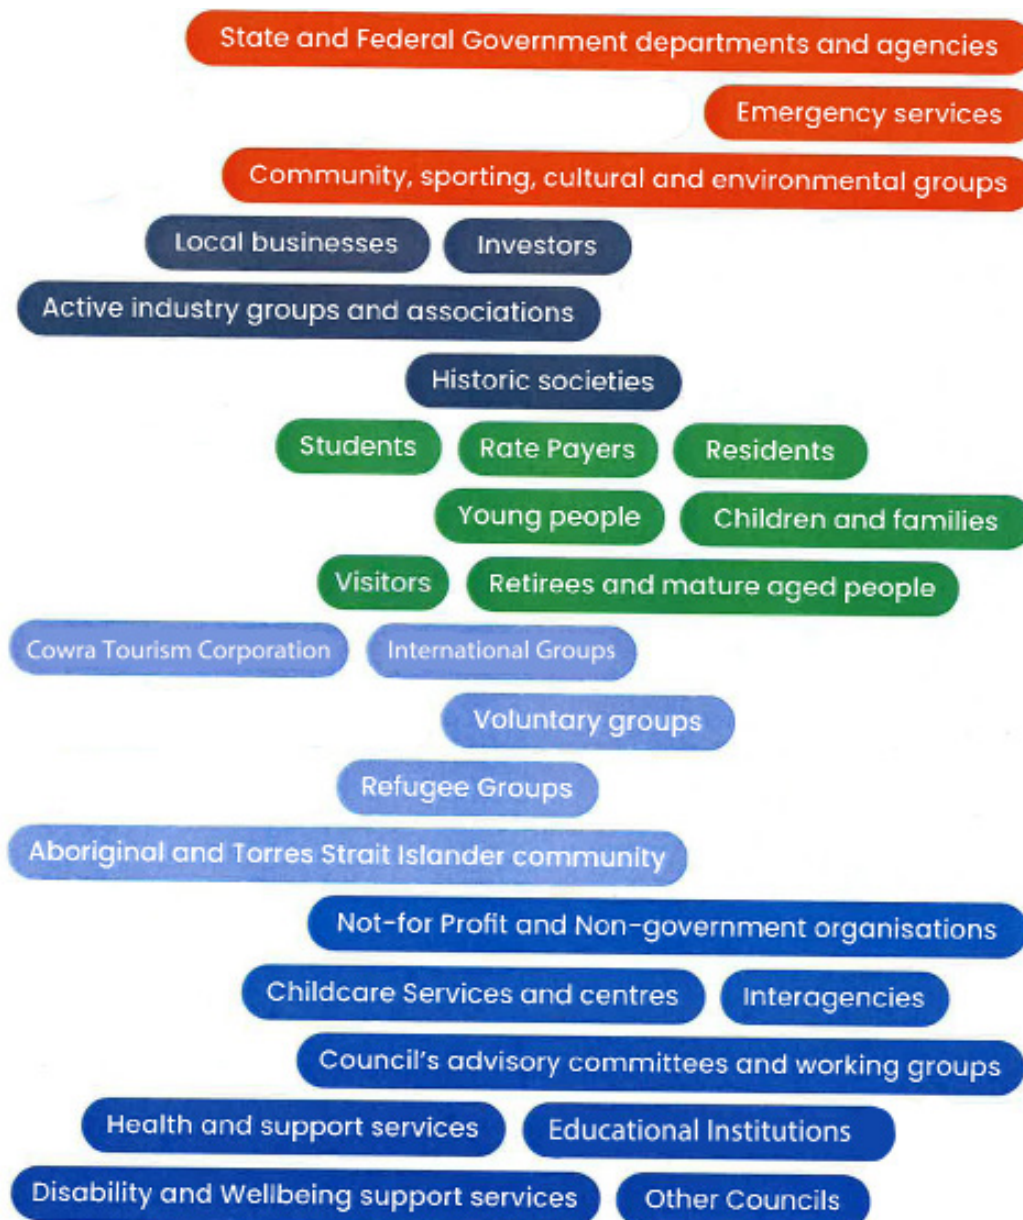 State and Federal Government departments and agencies
Emergency services
Community, sporting, cultural and environmental groups
Local businesses Investors
Active industry groups and associations
Historic societies
Students Rate Payers Residents
Young people Children and families
Visitors Retirees and mature aged people
Cowra Tourism Corporation International Groups
Voluntary groups
Refugee Groups
Aboriginal and Torres Strait Islander community
Not-for Profit and Non-government organisations
Childcare Services and centres Interagencies
Council's advisory committees and working groups
Health and support services Educational Institutions
Disability and Wellbeing support services Other Councils